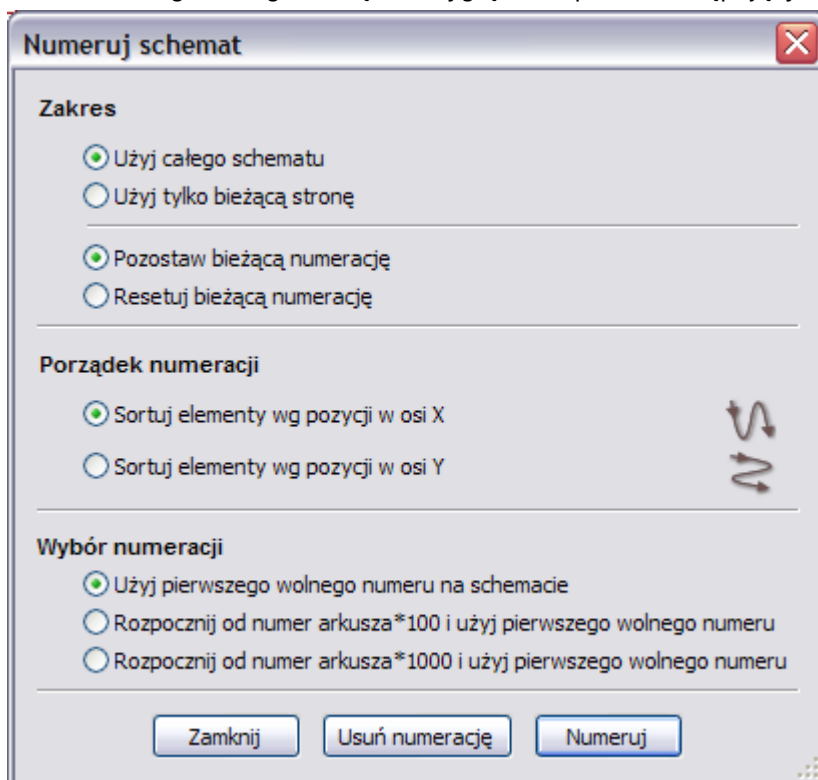 Numeruj schemat
Zakres
Użyj całego schematu
Użyj tylko bieżącą stronę
Pozostaw bieżącą numerację
Resetuj bieżącą numerację
Porządek numeracji
Sortuj elementy wg pozycji w osi X
Sortuj elementy wg pozycji w osi Y
Wybór numeracji
Użyj pierwszego wolnego numeru na schemacie
Rozpocznij od numer arkusza*100 i użyj pierwszego wolnego numeru
Rozpocznij od numer arkusza*1000 i użyj pierwszego wolnego numeru
Zamknij Usuń numerację Numeruj